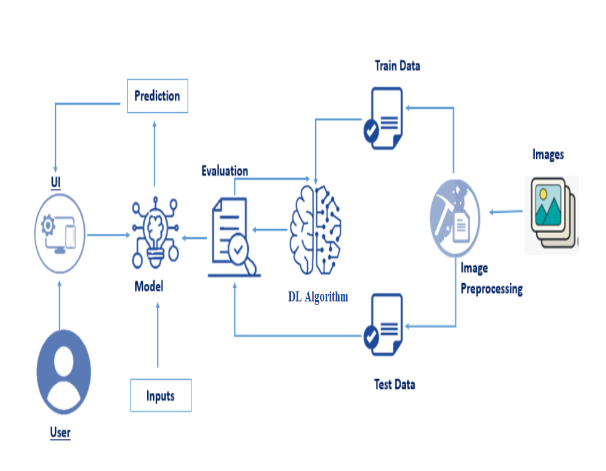 Train Data
Prediction
Images
Evaluation
UI
Image
Preprocessing
Model
DL Algorithm
Test Data
Inputs
User